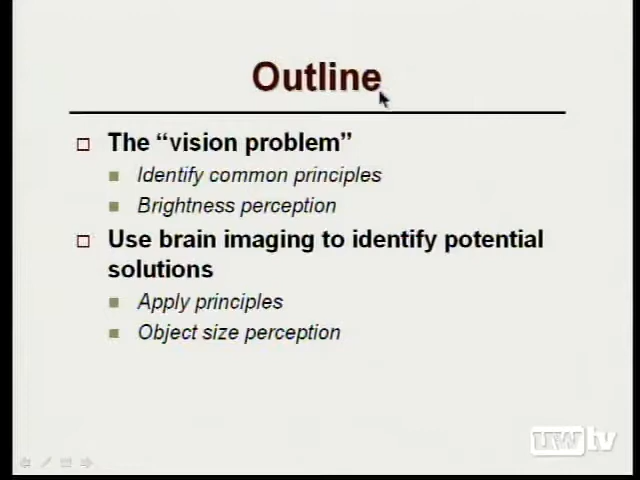 Outline
The “vision problem”
Identify common principles
Brightness perception
Use brain imaging to identify potential
solutions
Apply principles
Object size perception
uwtv